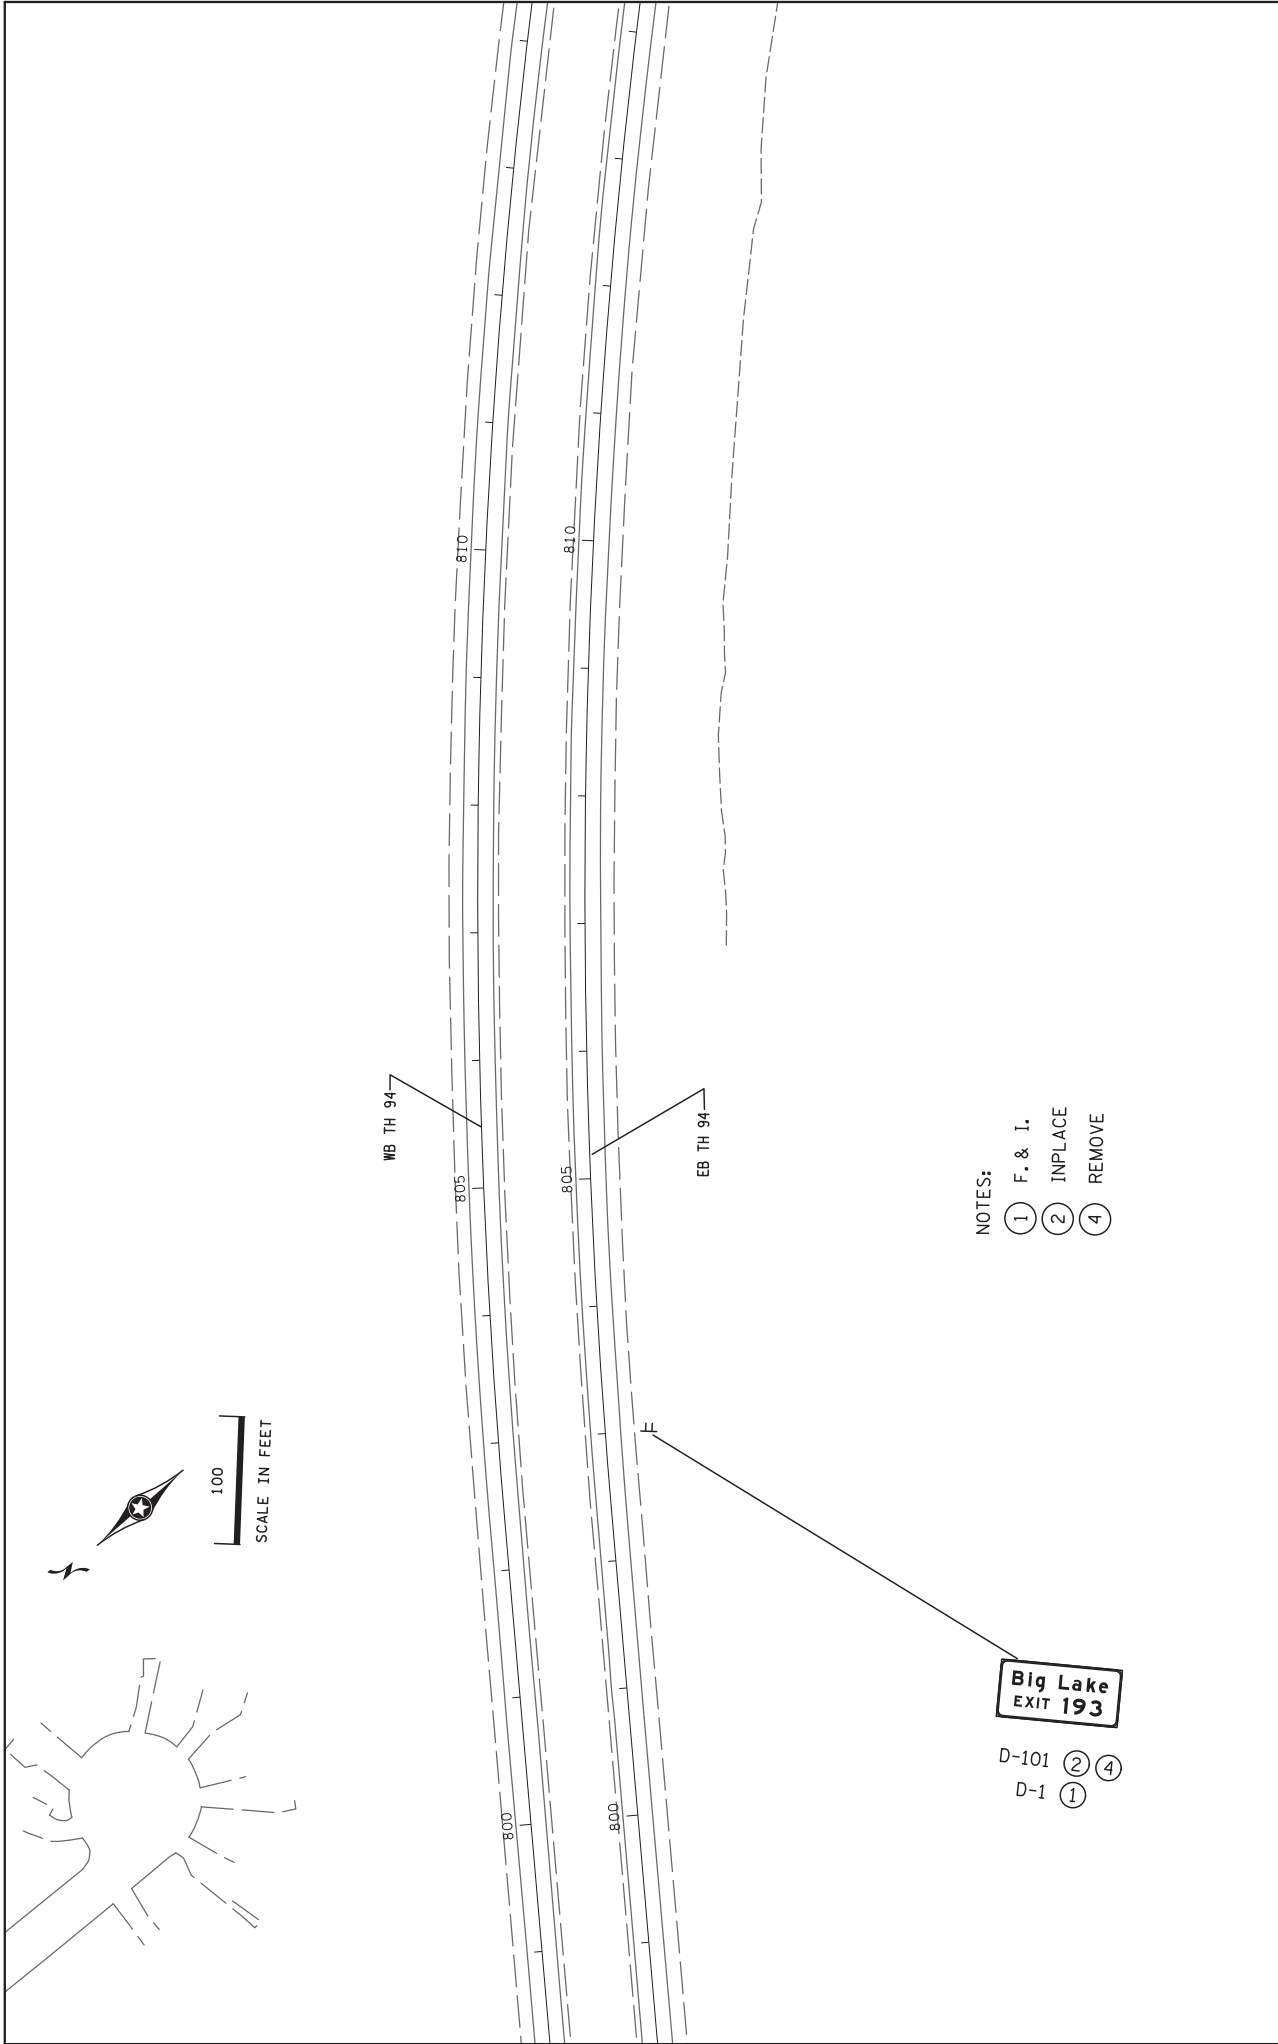 810
810
WB TH 94
EB TH 94
805
805
NOTES:
1 F. & I.
2 INPLACE
4 REMOVE
100
SCALE IN FEET
N
Big Lake
EXIT 193
D-101 2 4
D-1 1
800
800